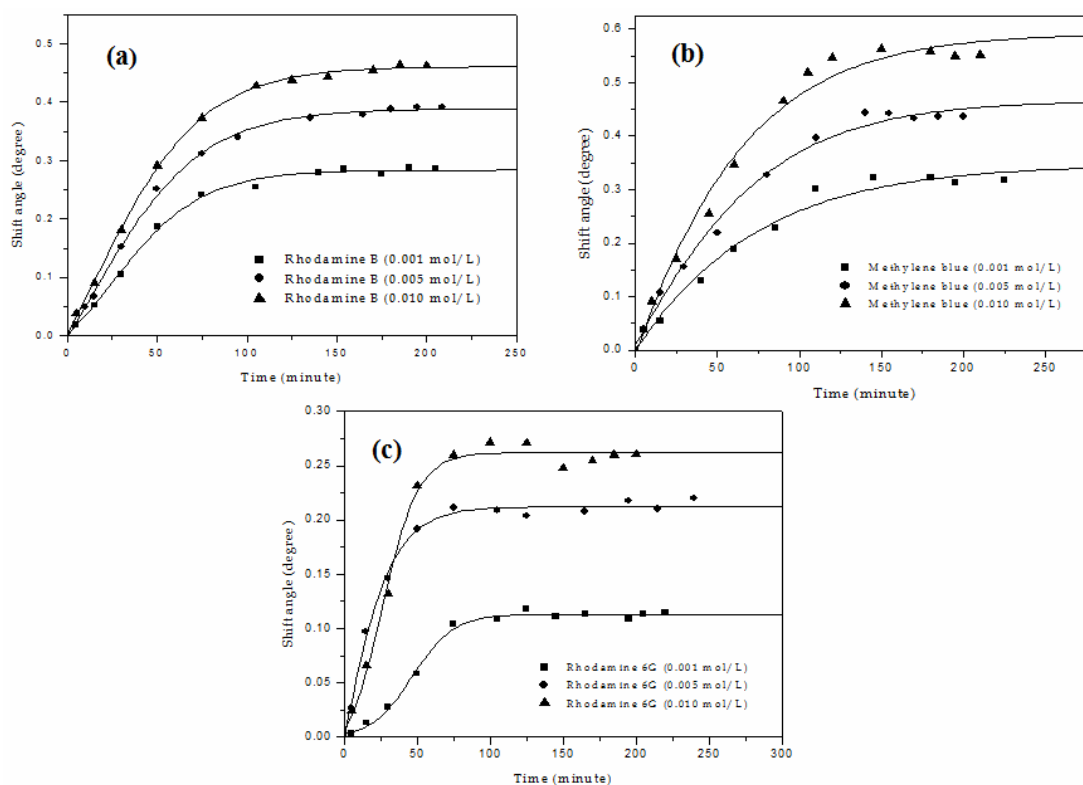 (a)
Shift angle (degree)
0.5
0.4
0.3
0.2
0.1
0.0
Rhodamine B (0.001 mol/L)
Rhodamine B (0.005 mol/L)
Rhodamine B (0.010 mol/L)
0 50 100 150 200 250
Time (minute)
(b)
Shift angle (degree)
0.6
0.5
0.4
0.3
0.2
0.1
0.0
Methylene blue (0.001 mol/L)
Methylene blue (0.005 mol/L)
Methylene blue (0.010 mol/L)
0 50 100 150 200 250
Time (minute)
(c)
Shift angle (degree)
0.30
0.25
0.20
0.15
0.10
0.05
0.00
Rhodamine 6G (0.001 mol/L)
Rhodamine 6G (0.005 mol/L)
Rhodamine 6G (0.010 mol/L)
0 50 100 150 200 250 300
Time (minute)